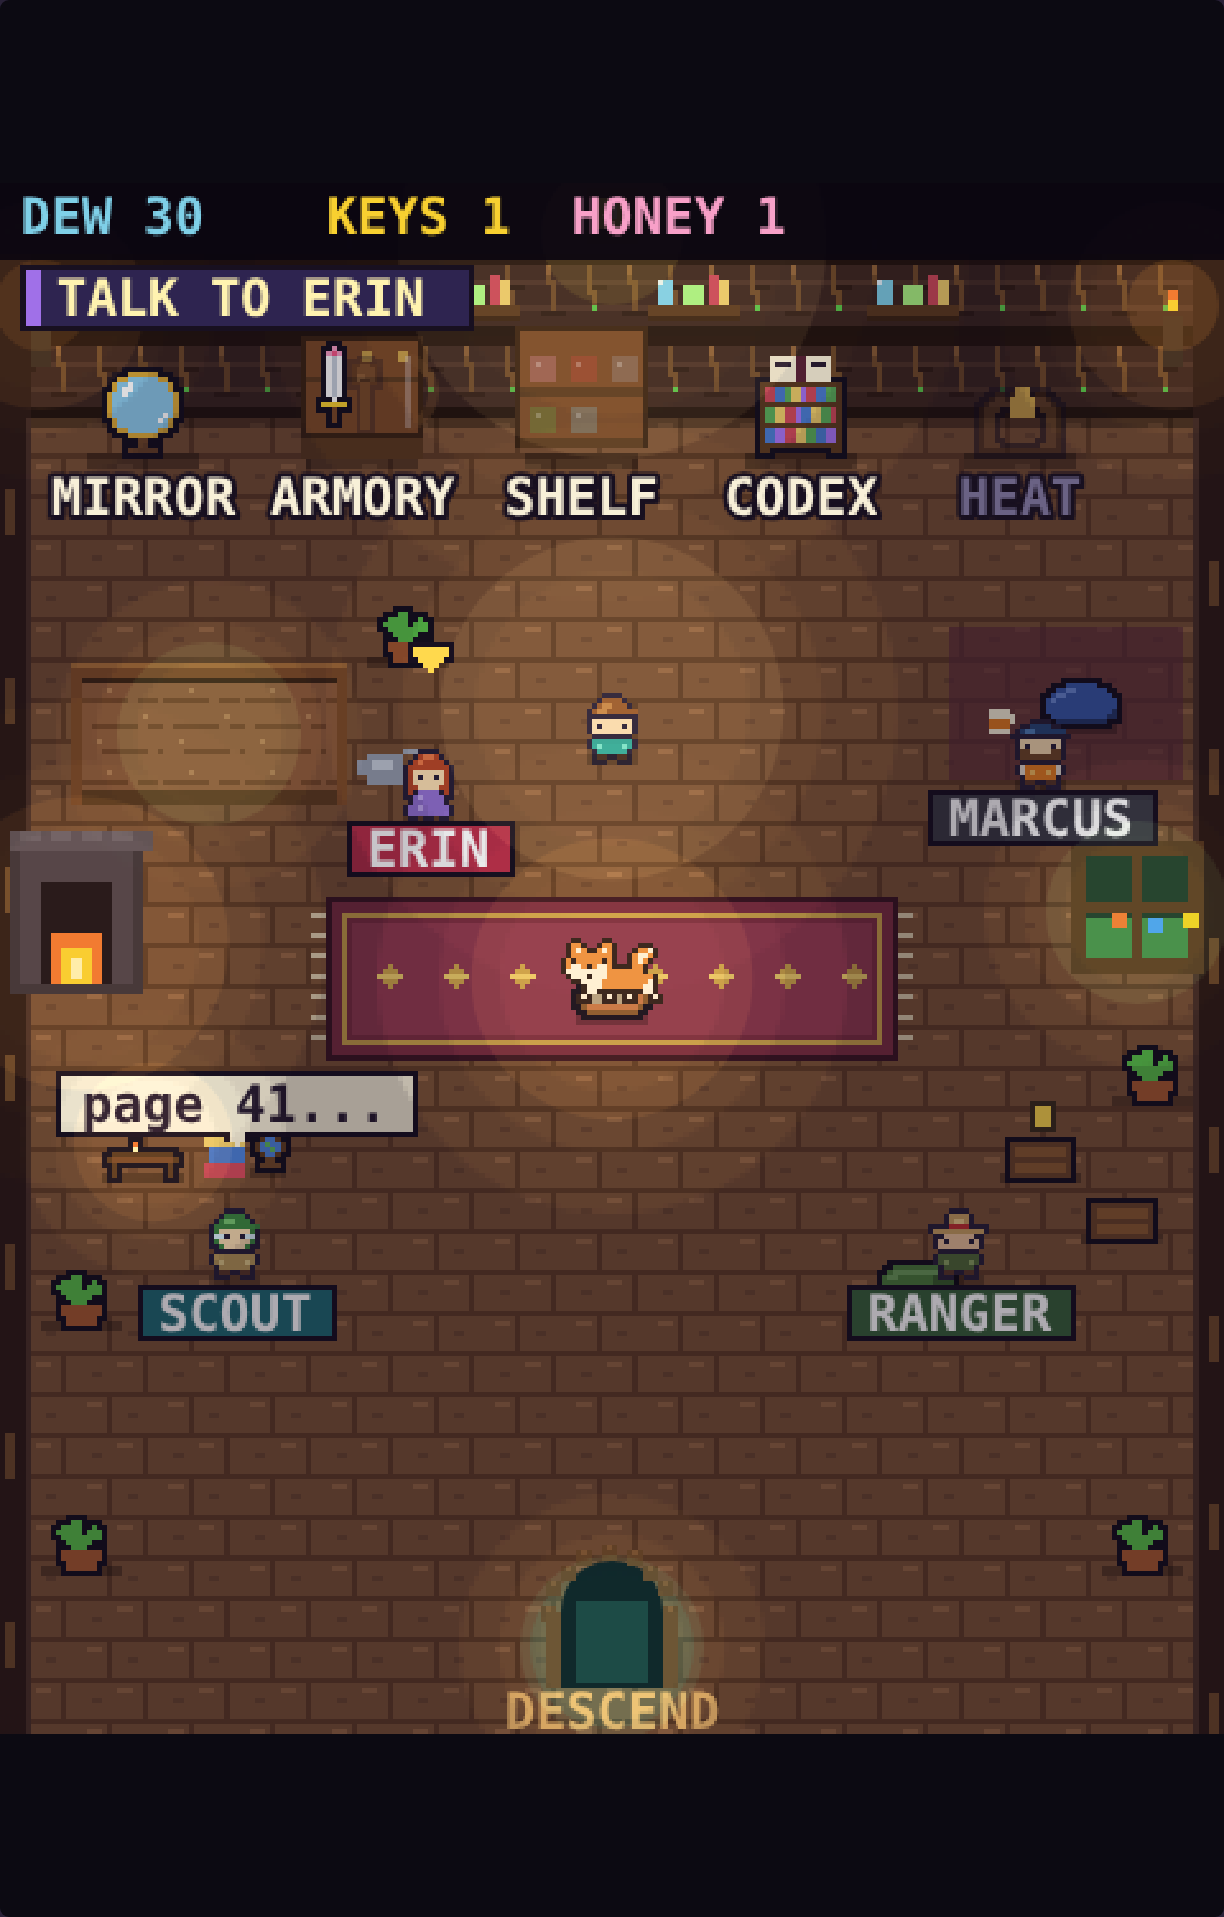 DEW 30 KEYS 1 HONEY 1
TALK TO ERIN
MIRROR ARMORY SHELF CODEX HEAT
MARCUS
ERIN
page 41...
SCOUT RANGER
DESCEND